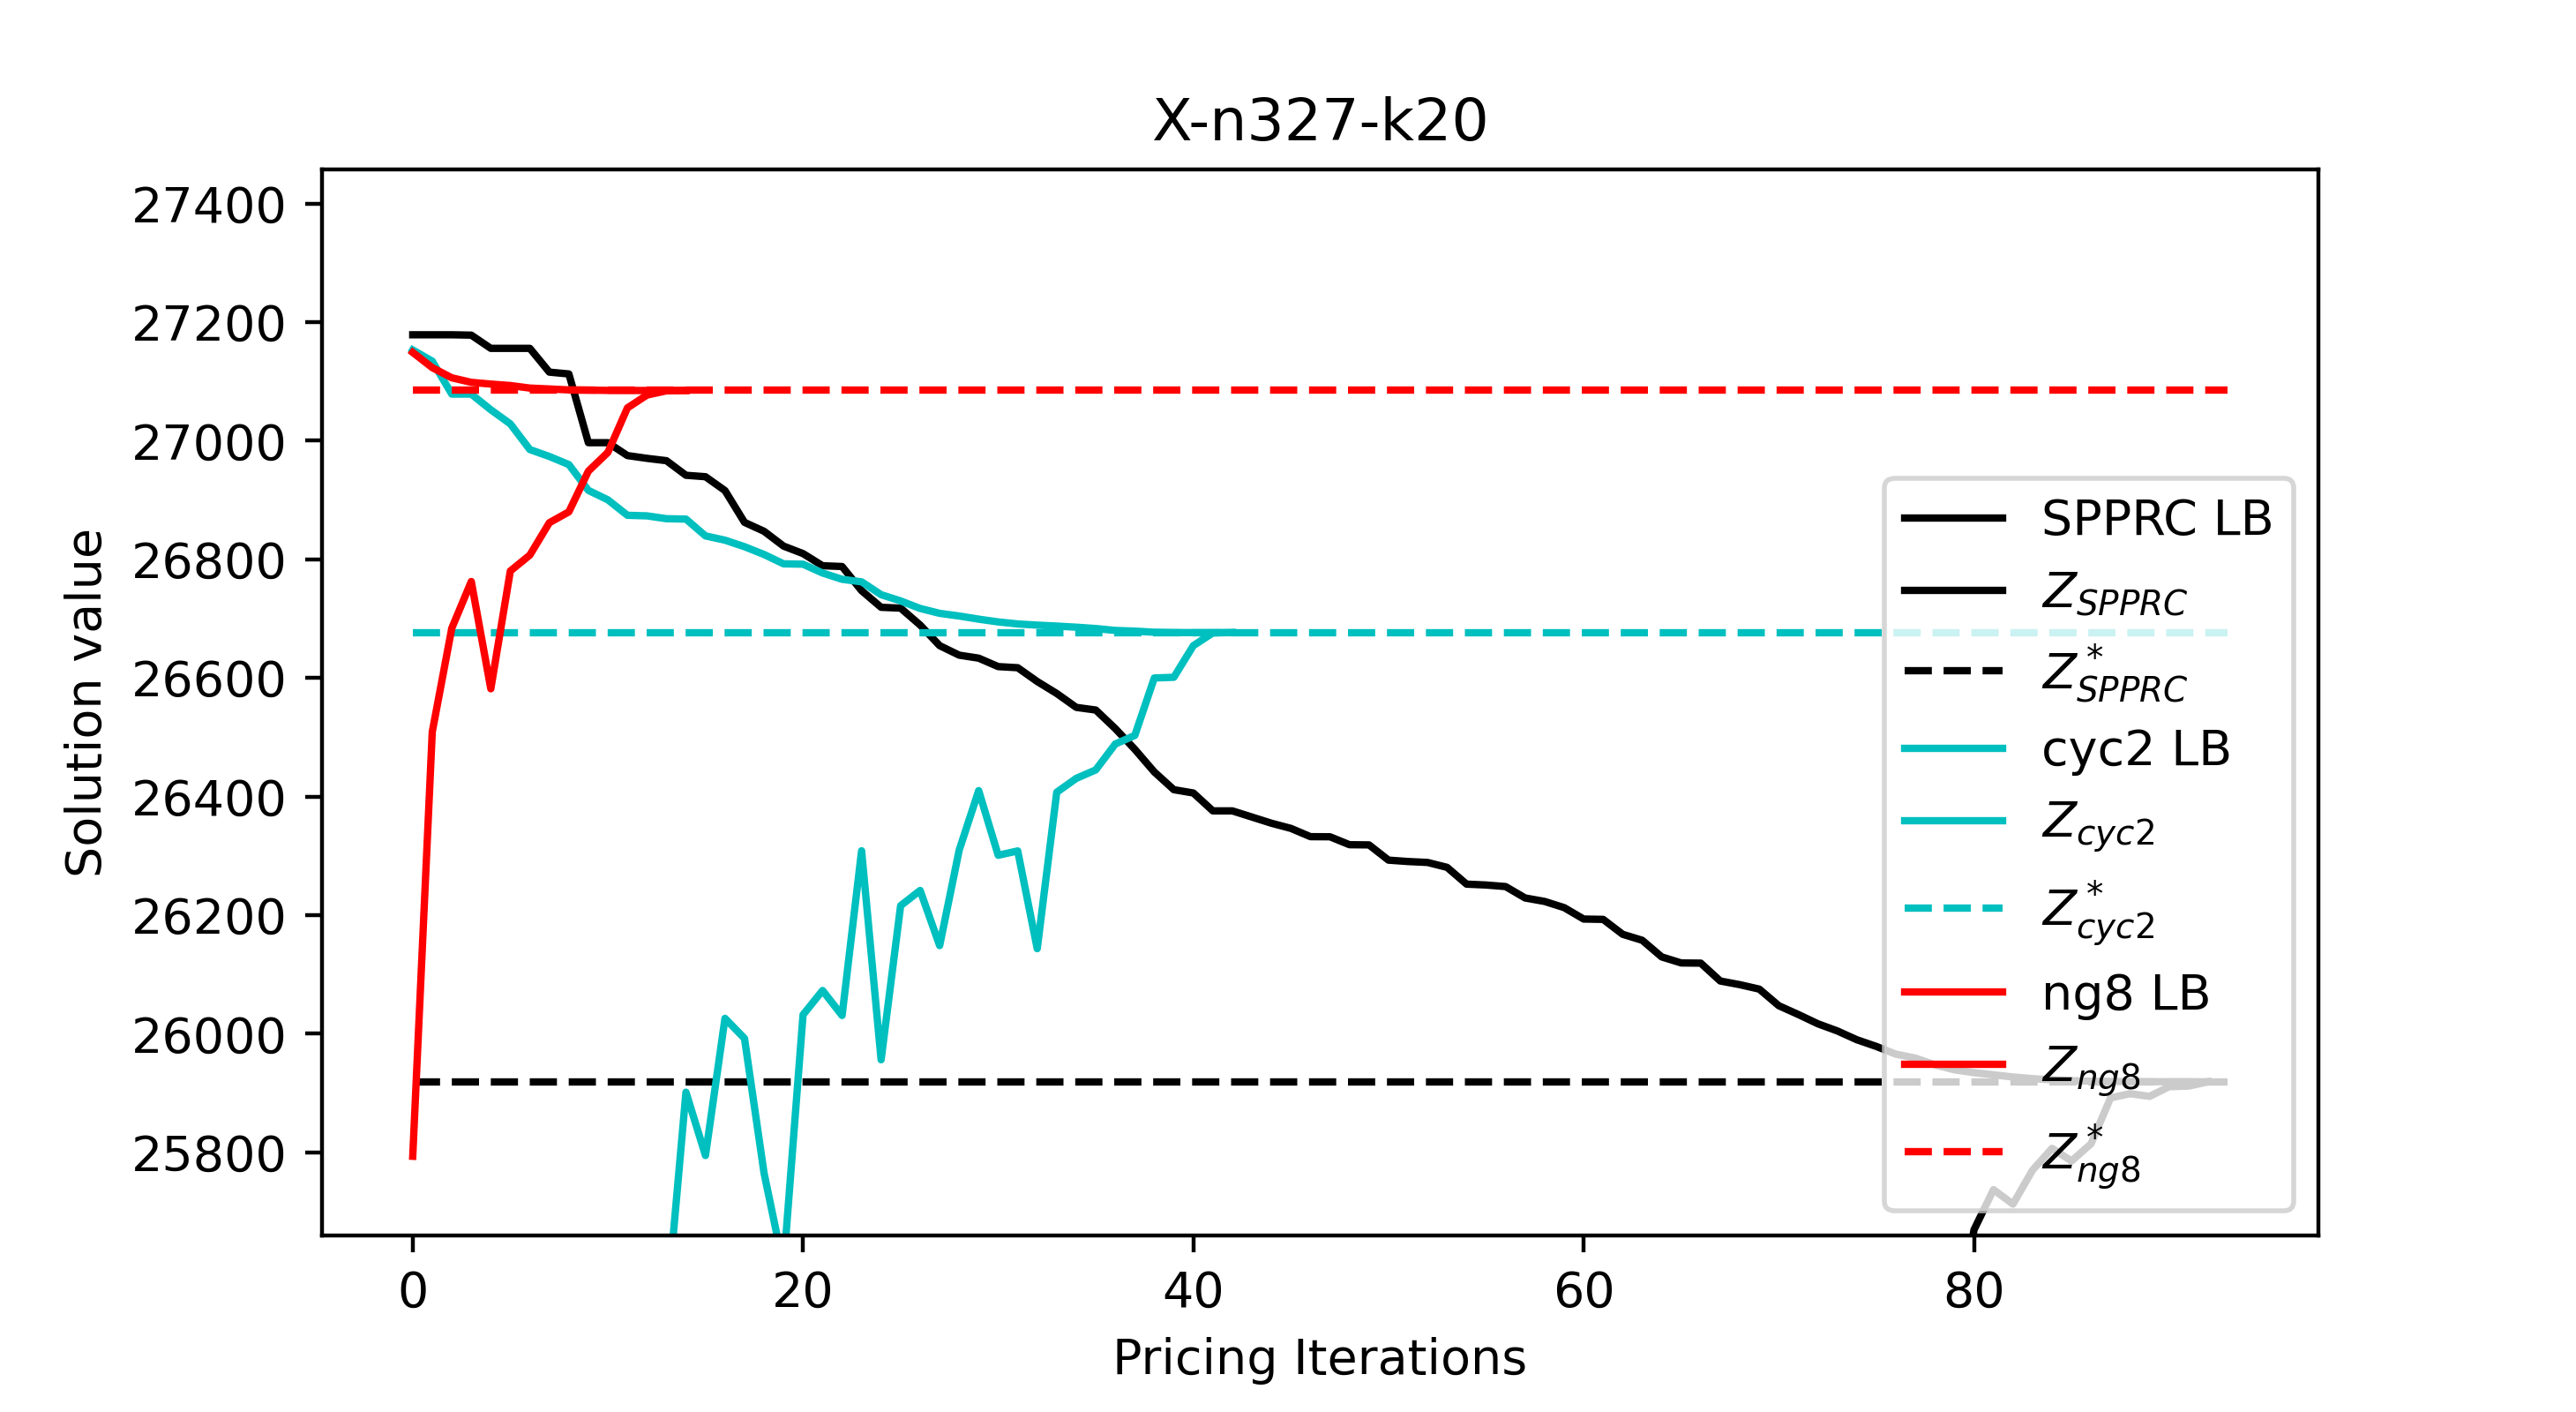 X-n327-k20
27400
27200
27000
26800
26600
26400
26200
26000
25800
Solution value
0 20 40 60 80
Pricing Iterations
SPPRC LB
Z_SPPRC
Z*_SPPRC
cyc2 LB
Z_cyc2
Z*_cyc2
ng8 LB
Z_ng8
Z*_ng8